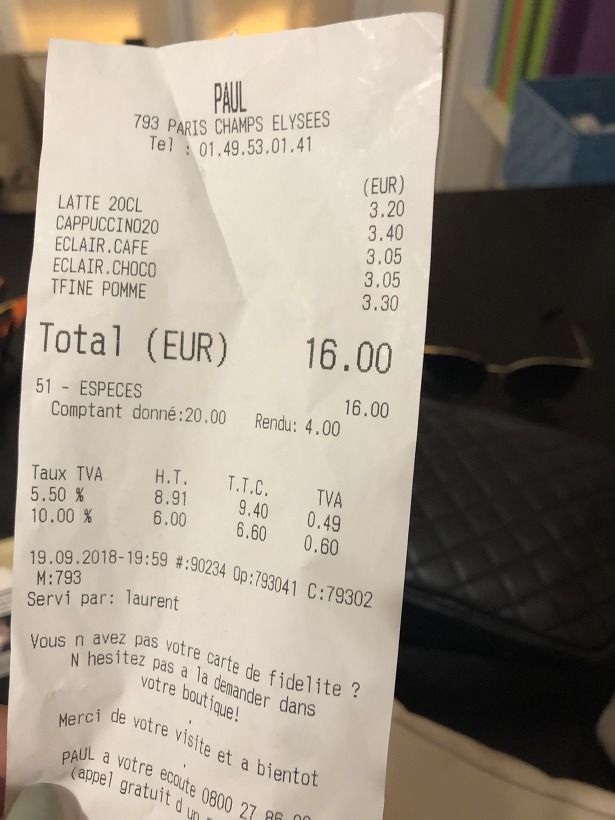 PAUL
793 PARIS CHAMPS ELYSEES
Tel : 01.49.53.01.41
(EUR)
LATTE 20CL 3.20
CAPPUCCINO20 3.40
ECLAIR.CAFE 3.05
ECLAIR.CHOCO 3.05
TFINE POMME 3.30
Total (EUR) 16.00
51 - ESPECES 16.00
Comptant donné:20.00 Rendu: 4.00
Taux TVA H.T. T.T.C. TVA
5.50 % 8.91 9.40 0.49
10.00 % 6.00 6.60 0.60
19.09.2018-19:59 #:90234 Op:793041 C:79302
M:793
Servi par: laurent
Vous n avez pas votre carte de fidelite ?
N hesitez pas a la demander dans
votre boutique!
.
Merci de votre visite et a bientot
.
PAUL a votre ecoute 0800 27 86
(appel gratuit d un